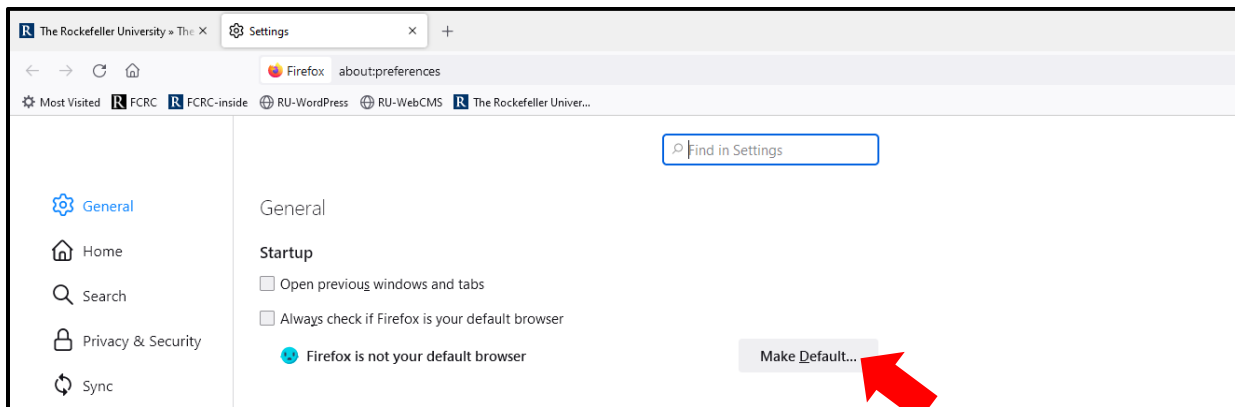 R The Rockefeller University » The × Settings × +
Firefox about:preferences
Most Visited R FCRC R FCRC-inside RU-WordPress RU-WebCMS R The Rockefeller Univer...
Find in Settings
General
General
Home
Startup
Open previous windows and tabs
Search
Always check if Firefox is your default browser
Privacy & Security
Firefox is not your default browser Make Default...
Sync